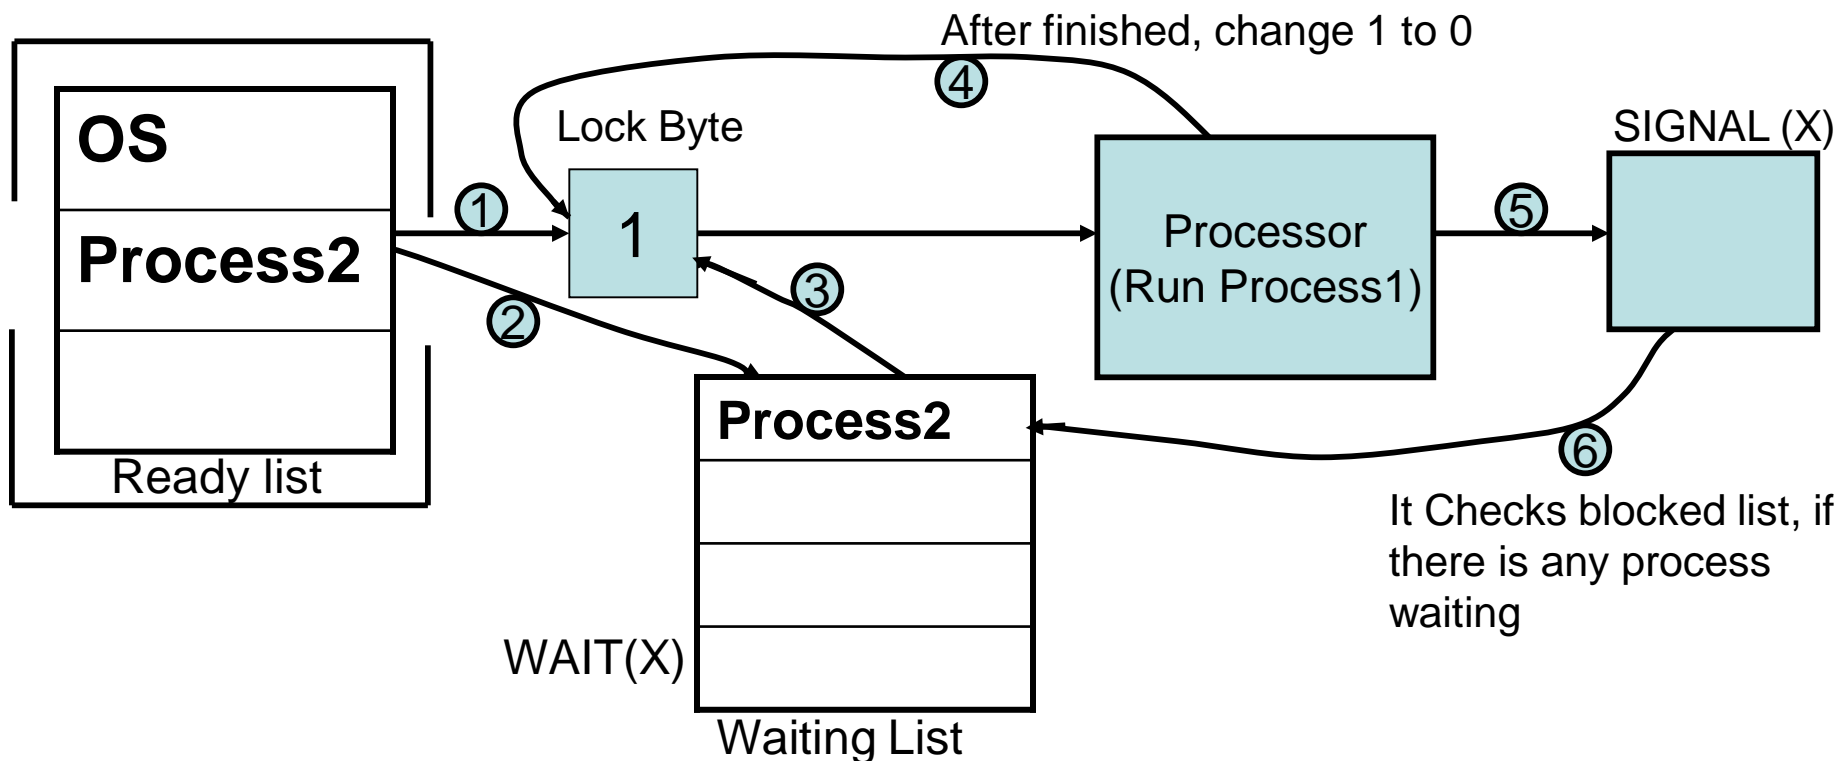 After finished, change 1 to 0
4
Lock Byte
SIGNAL (X)
OS
1
1
5
Process2
Processor
(Run Process1)
2
3
Process2
Ready list
6
It Checks blocked list, if
there is any process
waiting
WAIT(X)
Waiting List